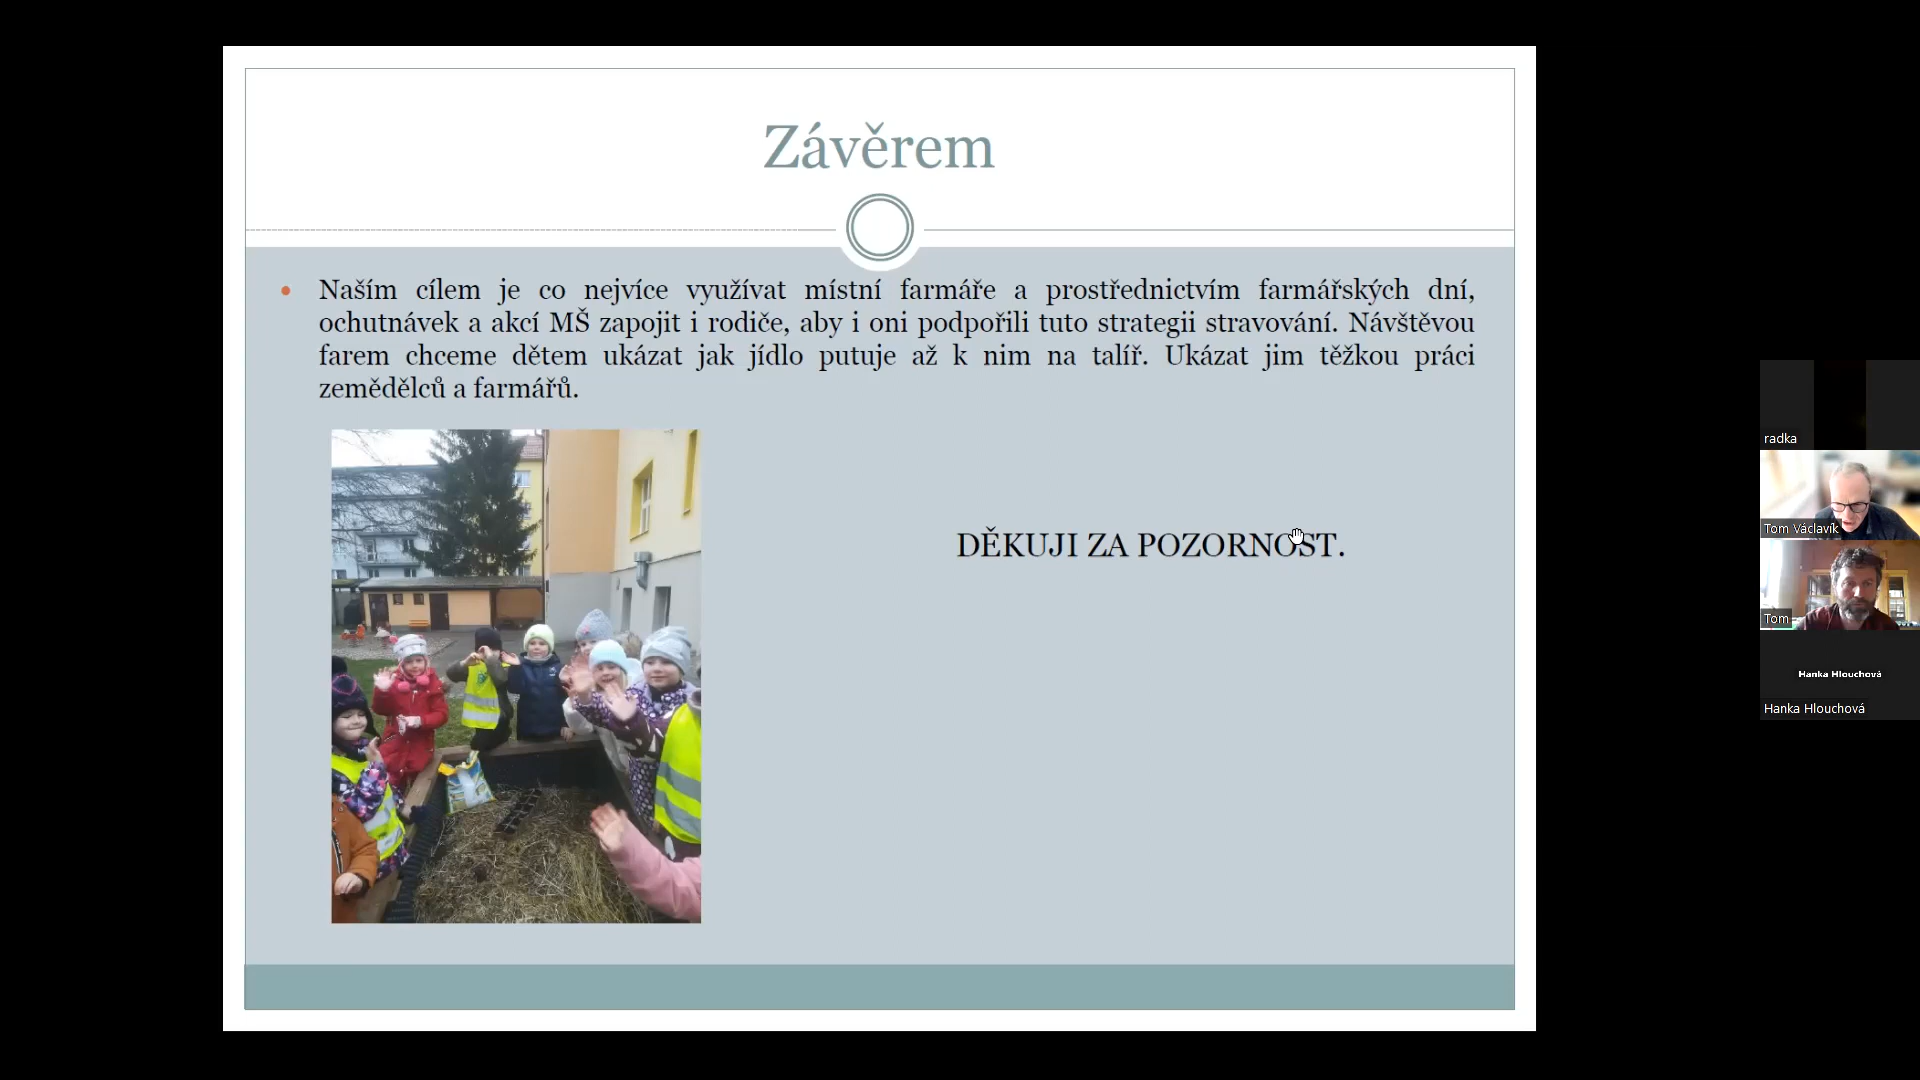 Závěrem
Naším cílem je co nejvíce využívat místní farmáře a prostřednictvím farmářských dní,
ochutnávek a akcí MŠ zapojit i rodiče, aby i oni podpořili tuto strategii stravování. Návštěvou
farem chceme dětem ukázat jak jídlo putuje až k nim na talíř. Ukázat jim těžkou práci
zemědělců a farmářů.
DĚKUJI ZA POZORNOST.
radka
Tom Václavík
Tom
Hanka Hlouchová
Hanka Hlouchová